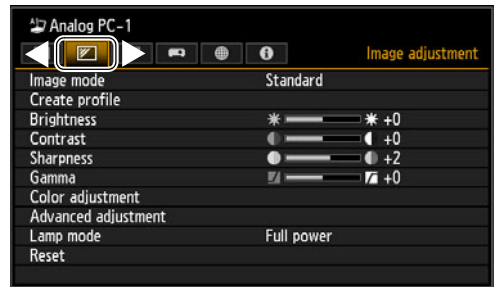 Analog PC-1
Image adjustment
Image mode Standard
Create profile
Brightness +0
Contrast +0
Sharpness +2
Gamma +0
Color adjustment
Advanced adjustment
Lamp mode Full power
Reset